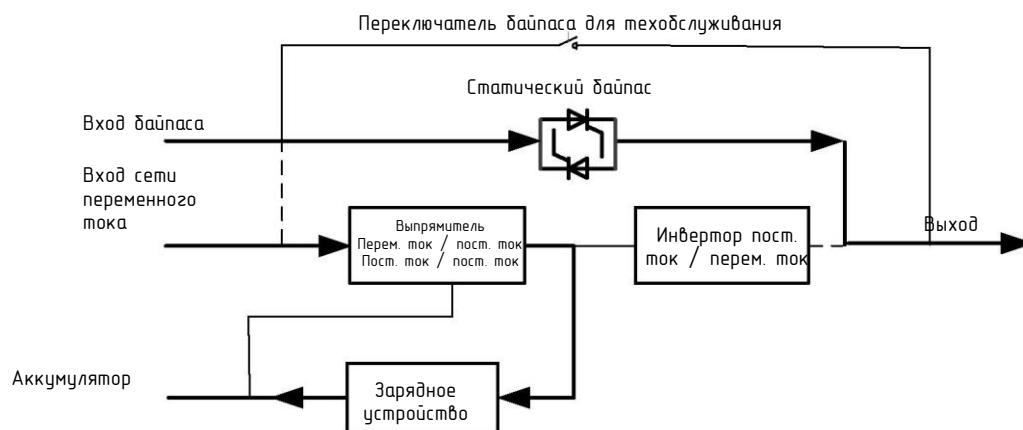 Переключатель байпаса для техобслуживания
Статический байпас
Вход байпаса
Вход сети
переменного
тока
Выпрямитель
Перем. ток / пост. ток
Пост. ток / пост. ток
Инвертор пост.
ток / перем. ток
Выход
Аккумулятор
Зарядное
устройство